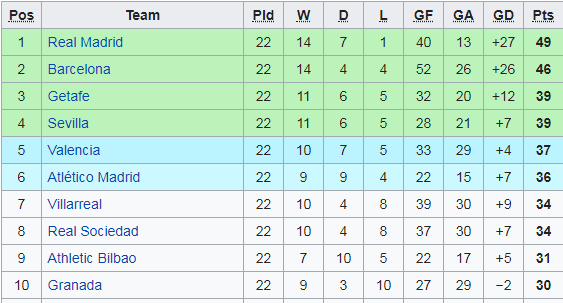 Pos Team Pld W D L GF GA GD Pts
1 Real Madrid 22 14 7 1 40 13 +27 49
2 Barcelona 22 14 4 4 52 26 +26 46
3 Getafe 22 11 6 5 32 20 +12 39
4 Sevilla 22 11 6 5 28 21 +7 39
5 Valencia 22 10 7 5 33 29 +4 37
6 Atlético Madrid 22 9 9 4 22 15 +7 36
7 Villarreal 22 10 4 8 39 30 +9 34
8 Real Sociedad 22 10 4 8 37 30 +7 34
9 Athletic Bilbao 22 7 10 5 22 17 +5 31
10 Granada 22 9 3 10 27 29 −2 30